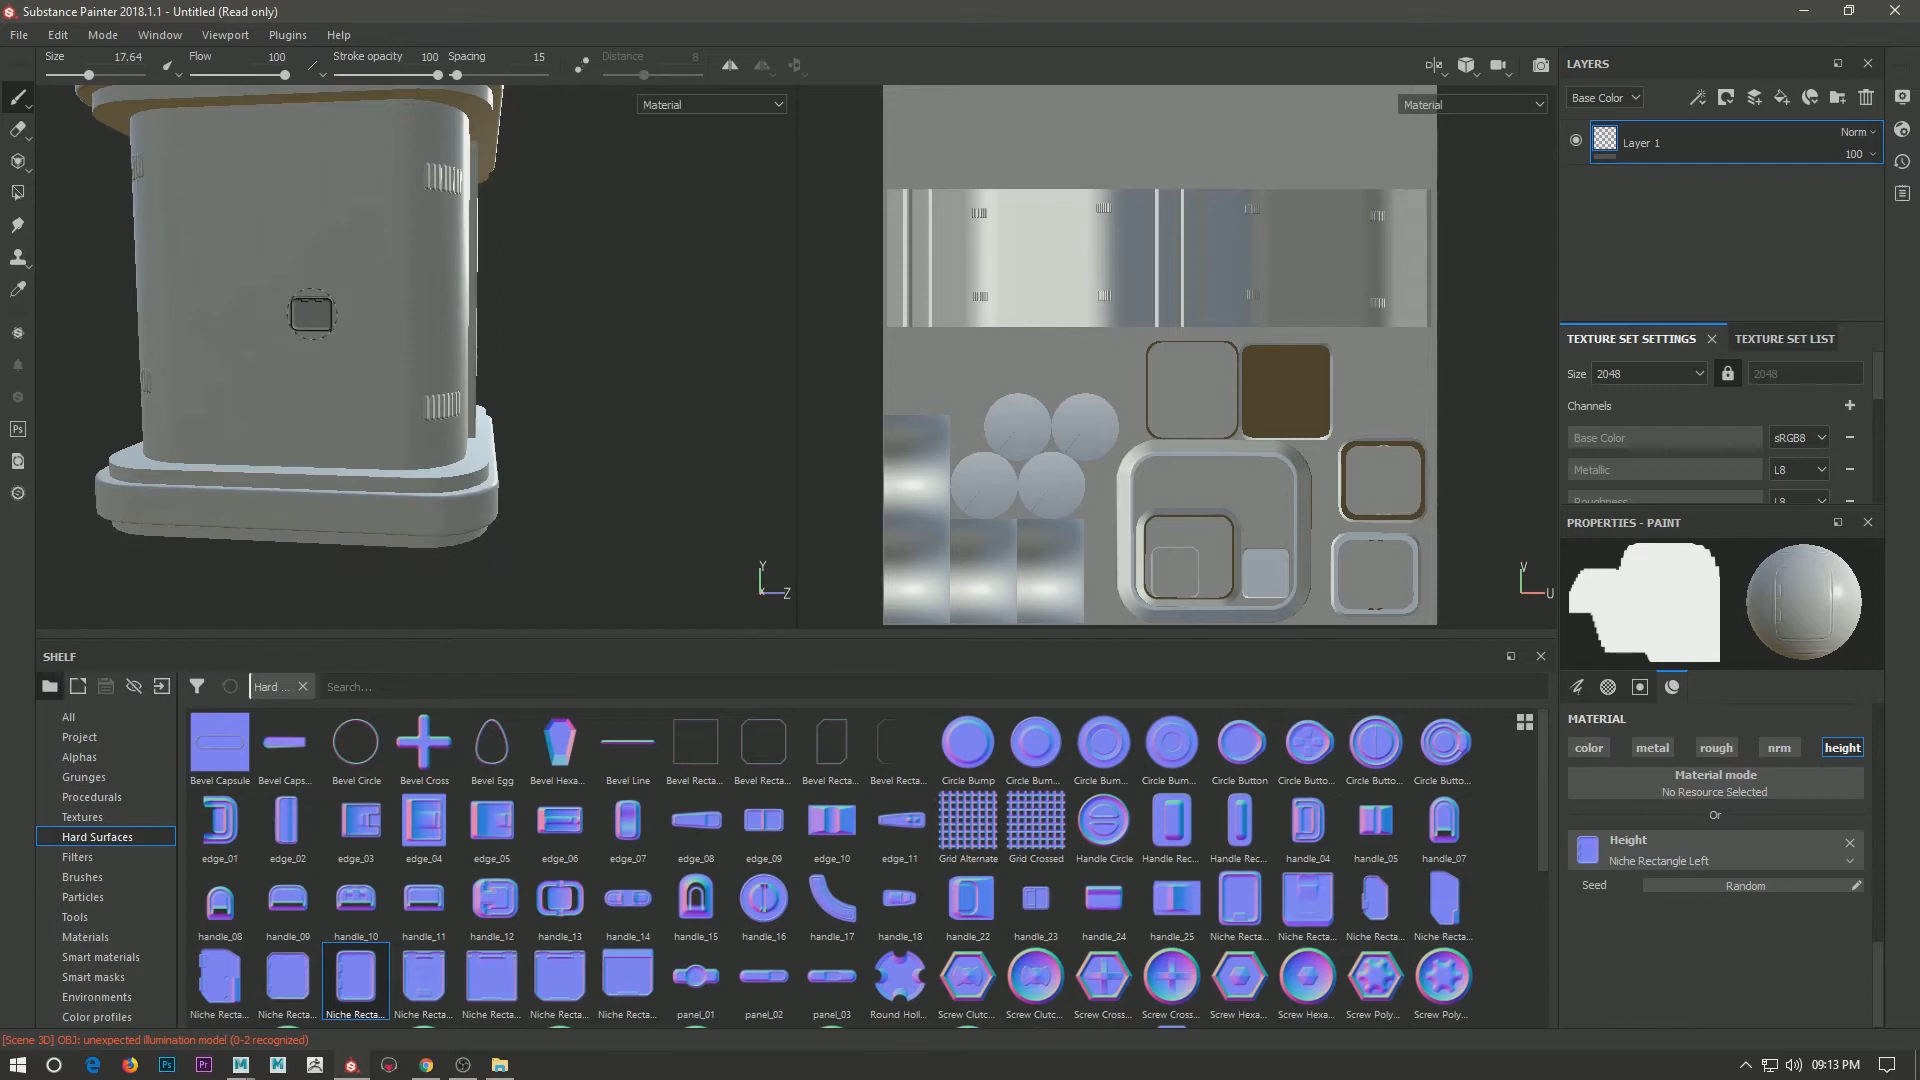 Substance Painter 2018.1.1 - Untitled (Read only)
File Edit Mode Window Viewport Plugins Help
Size 17.64 Flow 100 Stroke opacity 100 Spacing 15 Distance 8
Material
Material
Y
Z
V
U
LAYERS
Base Color
Layer 1
Norm
100
TEXTURE SET SETTINGS TEXTURE SET LIST
Size 2048 2048
Channels
Base Color sRGB8
Metallic L8
Roughness L8
PROPERTIES - PAINT
MATERIAL
color metal rough nrm height
Material mode
No Resource Selected
Or
Height
Niche Rectangle Left
Seed Random
SHELF
Hard ... Search...
All
Project
Alphas
Grunges
Procedurals
Textures
Hard Surfaces
Filters
Brushes
Particles
Tools
Materials
Smart materials
Smart masks
Environments
Color profiles
Bevel Capsule Bevel Caps... Bevel Circle Bevel Cross Bevel Egg Bevel Hexa... Bevel Line Bevel Recta... Bevel Recta... Bevel Recta... Bevel Recta... Circle Bump Circle Bum... Circle Bum... Circle Bum... Circle Button Circle Butto... Circle Butto... Circle Butto...
edge_01 edge_02 edge_03 edge_04 edge_05 edge_06 edge_07 edge_08 edge_09 edge_10 edge_11 Grid Alternate Grid Crossed Handle Circle Handle Rec... Handle Rec... handle_04 handle_05 handle_07
handle_08 handle_09 handle_10 handle_11 handle_12 handle_13 handle_14 handle_15 handle_16 handle_17 handle_18 handle_22 handle_23 handle_24 handle_25 Niche Recta... Niche Recta... Niche Recta... Niche Recta...
Niche Recta... Niche Recta... Niche Recta... Niche Recta... Niche Recta... Niche Recta... Niche Recta... panel_01 panel_02 panel_03 Round Holl... Screw Clutc... Screw Clutc... Screw Cross... Screw Cross... Screw Hexa... Screw Hexa... Screw Poly... Screw Poly...
[Scene 3D] OBJ: unexpected illumination model (0-2 recognized)
Ps
Ps Pr M M
09:13 PM